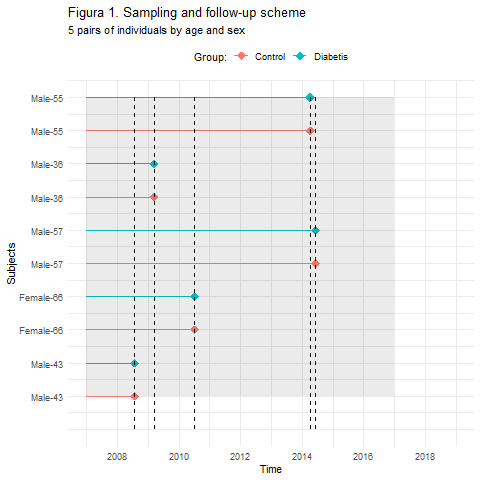 Figura 1. Sampling and follow-up scheme
5 pairs of individuals by age and sex
Group: Control Diabetis
Male-55
Male-55
Male-36
Male-36
Male-57
Male-57
Female-66
Female-66
Male-43
Male-43
Subjects
2008 2010 2012 2014 2016 2018
Time